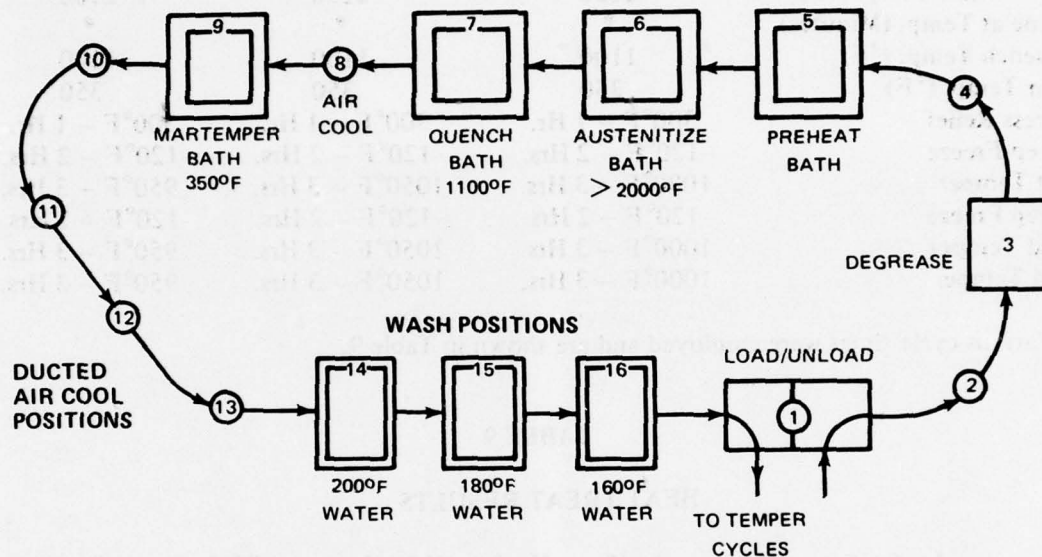 9
7
6
5
10
8
4
AIR
COOL
MARTEMPER
BATH
350°F
QUENCH
BATH
1100°F
AUSTENITIZE
BATH
> 2000°F
PREHEAT
BATH
11
3
DEGREASE
12
WASH POSITIONS
LOAD/UNLOAD
DUCTED
AIR COOL
POSITIONS
13
14
15
16
1
2
200°F
WATER
180°F
WATER
160°F
WATER
TO TEMPER
CYCLES